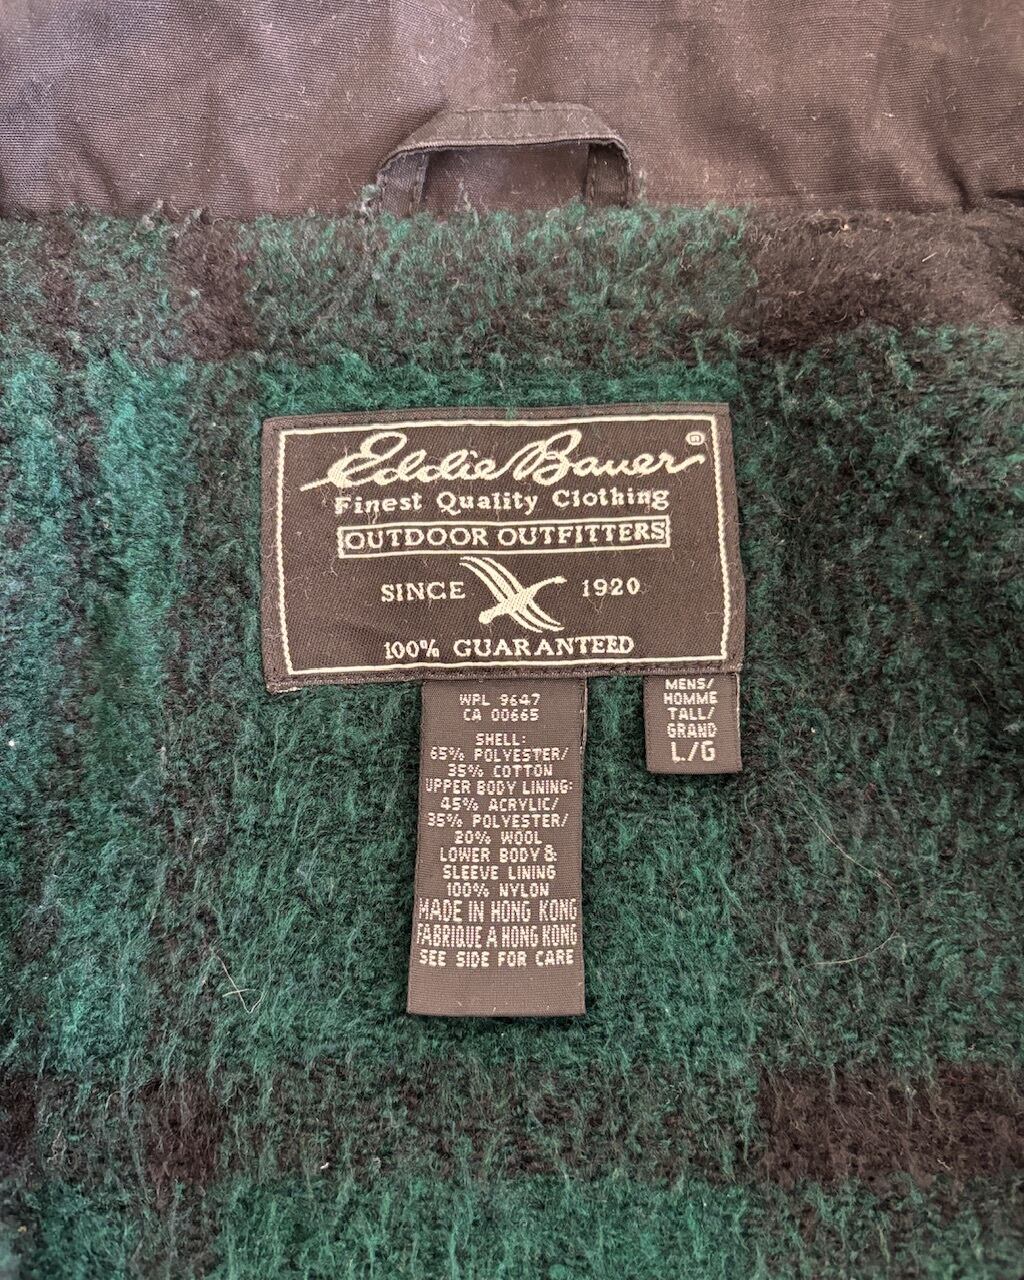 Eddie Bauer®
Finest Quality Clothing
OUTDOOR OUTFITTERS
SINCE 1920
100% GUARANTEED
WPL 9647
CA 00665
SHELL:
65% POLYESTER/
35% COTTON
UPPER BODY LINING:
45% ACRYLIC/
35% POLYESTER/
20% WOOL
LOWER BODY &
SLEEVE LINING
100% NYLON
MADE IN HONG KONG
FABRIQUE A HONG KONG
SEE SIDE FOR CARE
MENS/
HOMME
TALL/
GRAND
L/G